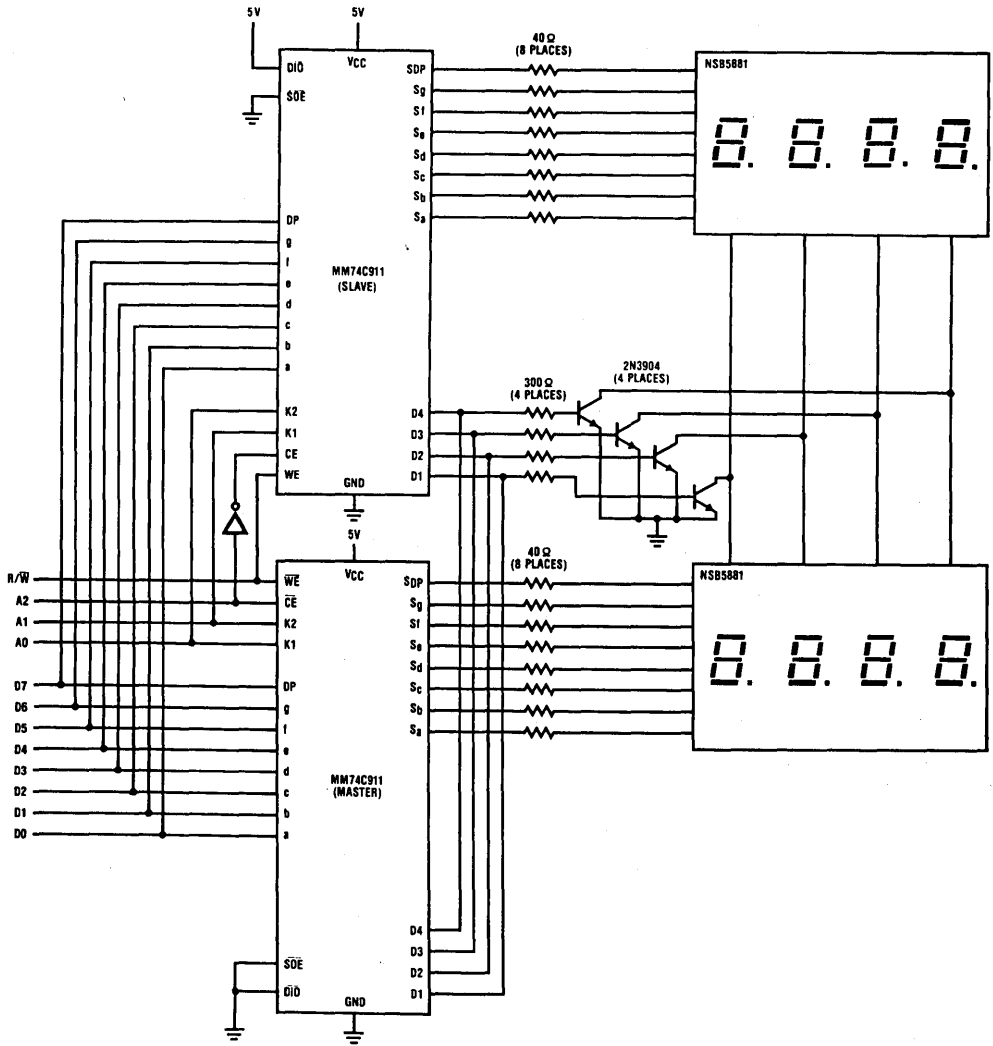 5V
5V
VCC
DIO
SOE
SDP
Sg
Sf
Se
Sd
Sc
Sb
Sa
40Ω
(8 PLACES)
NSB5881
DP
g
f
e
d
c
b
a
MM74C911
(SLAVE)
K2
K1
CE
WE
GND
D4
D3
D2
D1
300Ω
(4 PLACES)
2N3904
(4 PLACES)
5V
R/W
A2
A1
A0
D7
D6
D5
D4
D3
D2
D1
D0
VCC
WE
CE
K2
K1
DP
g
f
e
d
c
b
a
MM74C911
(MASTER)
SDP
Sg
Sf
Se
Sd
Sc
Sb
Sa
40Ω
(8 PLACES)
NSB5881
D4
D3
D2
D1
SOE
DIO
GND